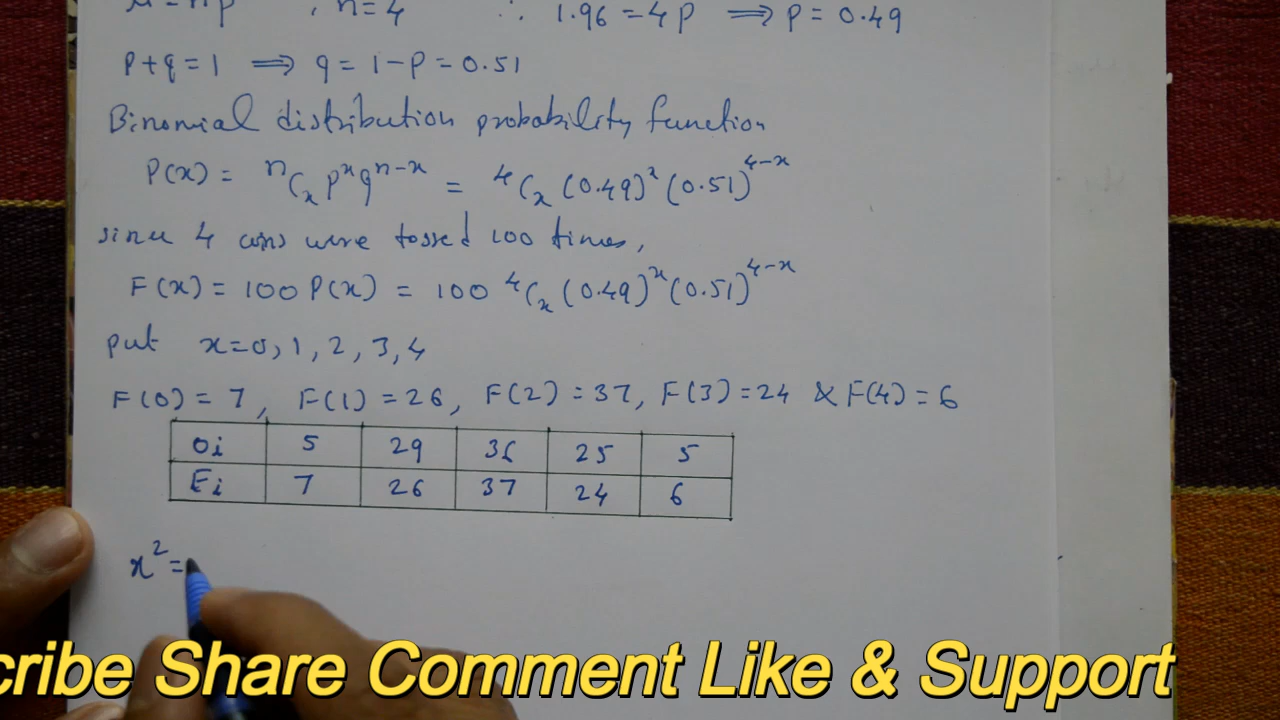 μ = np , n = 4 ∴ 1.96 = 4p ⟹ p = 0.49
p+q = 1 ⟹ q = 1-p = 0.51
Binomial distribution probability function
P(x) = ⁿCₓ pˣ qⁿ⁻ˣ = ⁴Cₓ (0.49)² (0.51)⁴⁻ˣ
since 4 coins were tossed 100 times,
F(x) = 100 P(x) = 100 ⁴Cₓ (0.49)ˣ (0.51)⁴⁻ˣ
put x = 0, 1, 2, 3, 4
F(0) = 7, F(1) = 26, F(2) = 37, F(3) = 24 & F(4) = 6
Oi 5 29 36 25 5
Ei 7 26 37 24 6
x² =
cribe Share Comment Like & Support